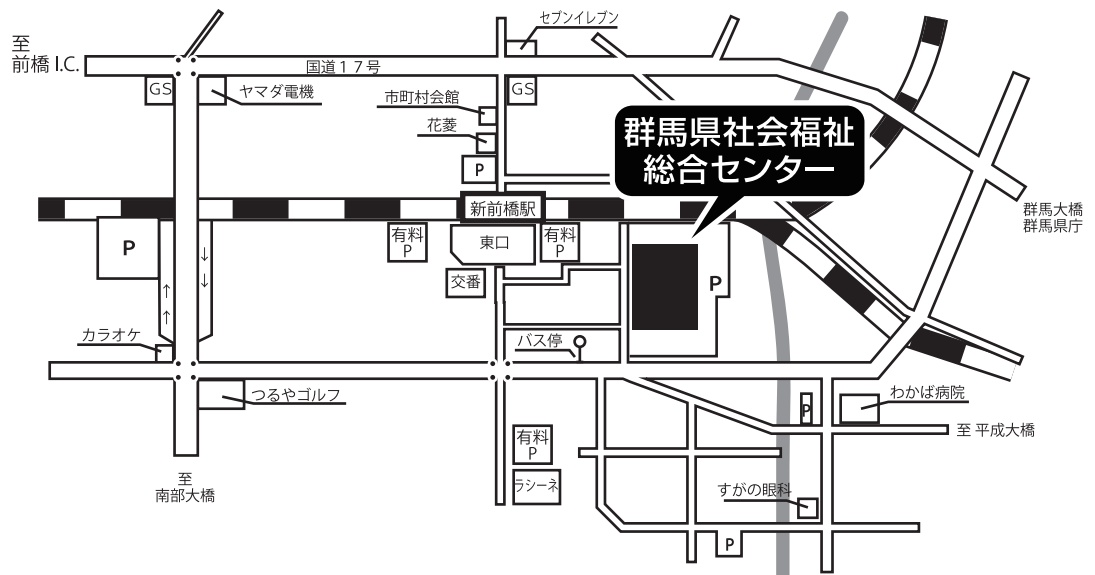 セブンイレブン
至
前橋 I.C.
国道１７号
GS
ヤマダ電機
GS
市町村会館
花菱
P
群馬県社会福祉
総合センター
新前橋駅
群馬大橋
群馬県庁
P
有料
P
東口
有料
P
交番
P
↑
↑
↓
↓
カラオケ
バス停
つるやゴルフ
わかば病院
P
至 平成大橋
有料
P
ラシーネ
至
南部大橋
すがの眼科
P